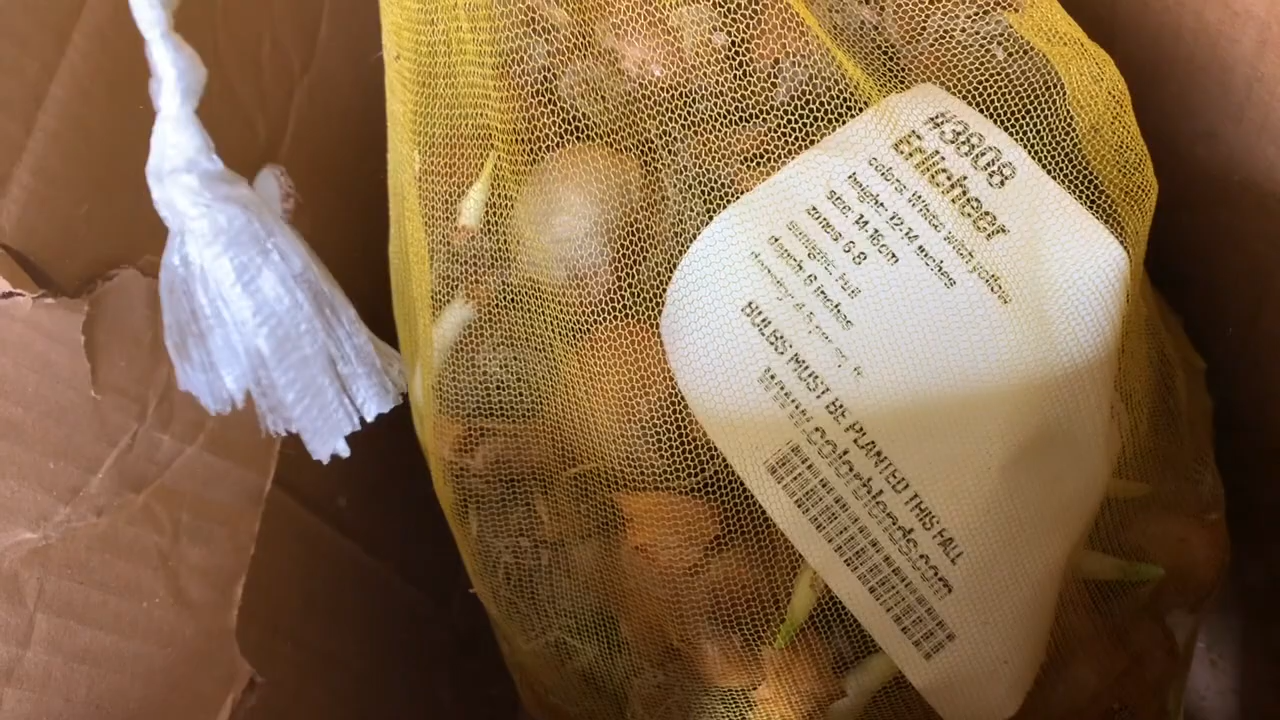 #3808
Erlicheer
colors: White with yellow
height: 12-14 inches
size: 14-16cm
zones: 6-8
sunlight: Full
depth: 6 inches
BULBS MUST BE PLANTED THIS FALL
www.colorblends.com